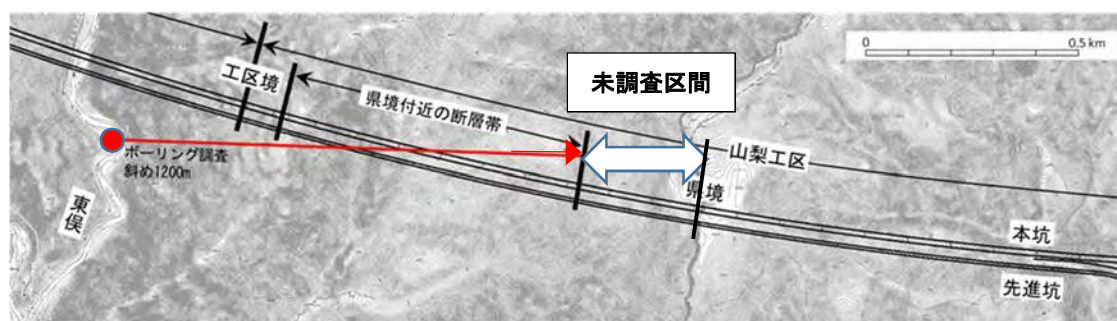 0 0.5 km
工区境
県境付近の断層帯
未調査区間
山梨工区
ボーリング調査
斜め1200m
県境
東俣
本坑
先進坑